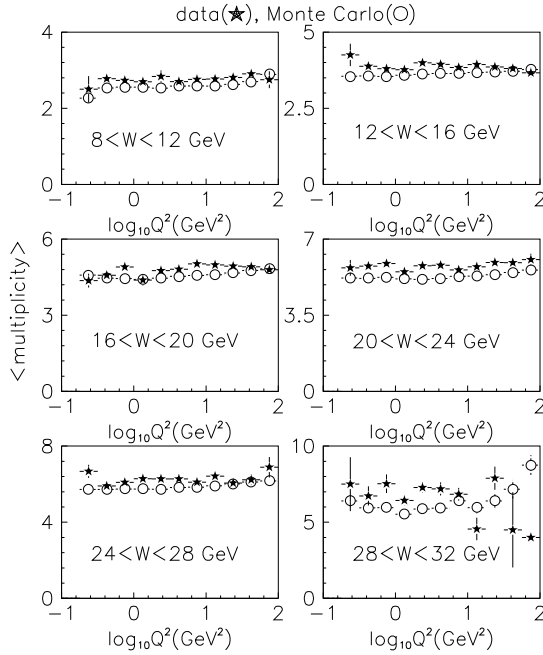 data(★), Monte Carlo(○)
<multiplicity>
4
2
0
8<W<12 GeV
−1 0 1 2
log₁₀Q²(GeV²)
5
2.5
0
12<W<16 GeV
−1 0 1 2
log₁₀Q²(GeV²)
6
3
0
16<W<20 GeV
−1 0 1 2
log₁₀Q²(GeV²)
7
3.5
0
20<W<24 GeV
−1 0 1 2
log₁₀Q²(GeV²)
8
6
4
2
0
24<W<28 GeV
−1 0 1 2
log₁₀Q²(GeV²)
10
5
0
28<W<32 GeV
−1 0 1 2
log₁₀Q²(GeV²)